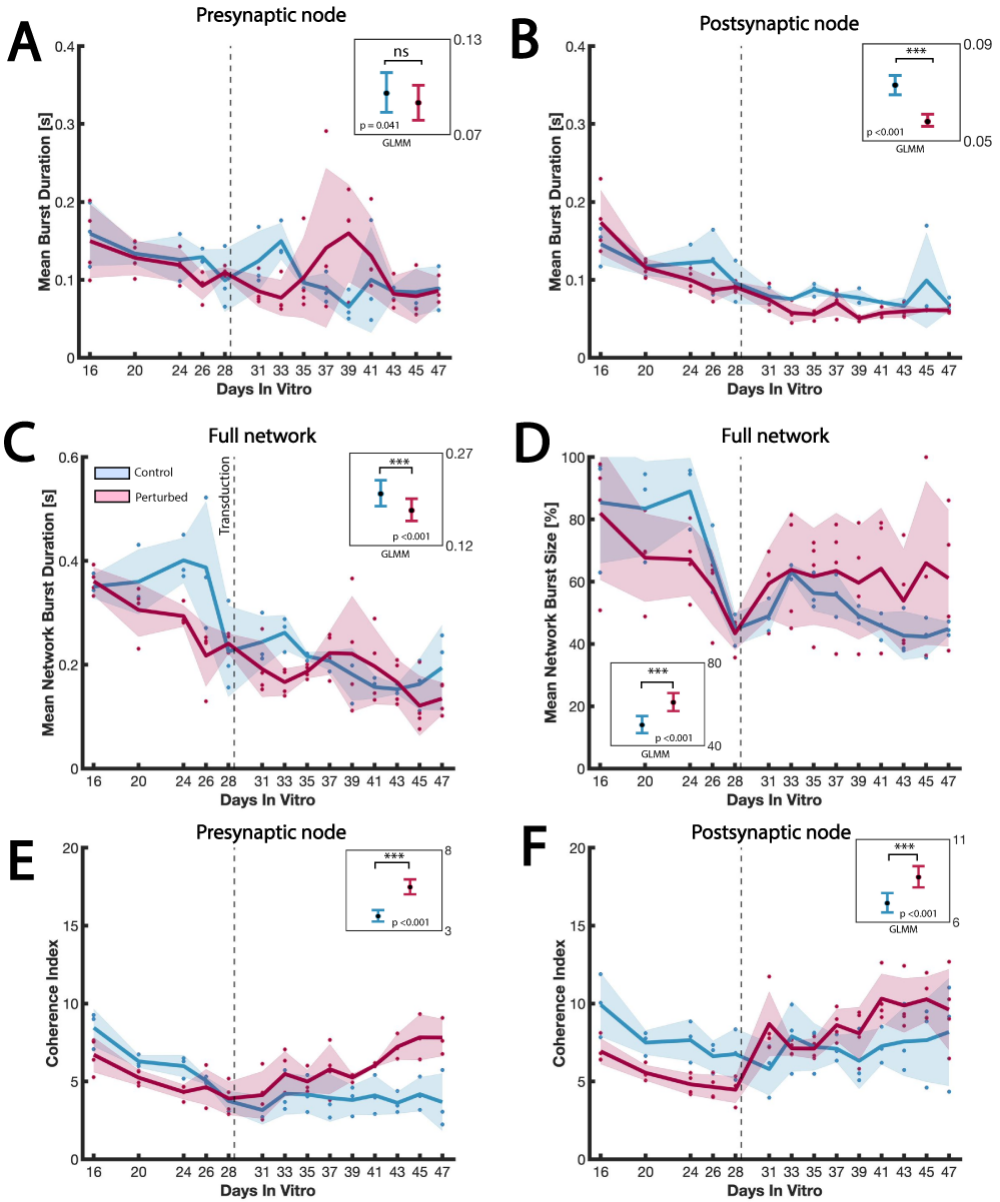 A
Presynaptic node
Mean Burst Duration [s]
0.4
0.3
0.2
0.1
0
16 20 24 26 28 31 33 35 37 39 41 43 45 47
Days In Vitro
ns
p = 0.041
GLMM
0.13
0.07
B
Postsynaptic node
Mean Burst Duration [s]
0.4
0.3
0.2
0.1
0
16 20 24 26 28 31 33 35 37 39 41 43 45 47
Days In Vitro
***
p <0.001
GLMM
0.09
0.05
C
Full network
Mean Network Burst Duration [s]
0.6
0.4
0.2
0
16 20 24 26 28 31 33 35 37 39 41 43 45 47
Days In Vitro
Control
Perturbed
Transduction
***
p <0.001
GLMM
0.27
0.12
D
Full network
Mean Network Burst Size [%]
100
80
60
40
20
0
16 20 24 26 28 31 33 35 37 39 41 43 45 47
Days In Vitro
***
p <0.001
GLMM
80
40
E
Presynaptic node
Coherence Index
20
15
10
5
0
16 20 24 26 28 31 33 35 37 39 41 43 45 47
Days In Vitro
***
p <0.001
8
3
F
Postsynaptic node
Coherence Index
20
15
10
5
0
16 20 24 26 28 31 33 35 37 39 41 43 45 47
Days In Vitro
***
p <0.001
GLMM
11
6